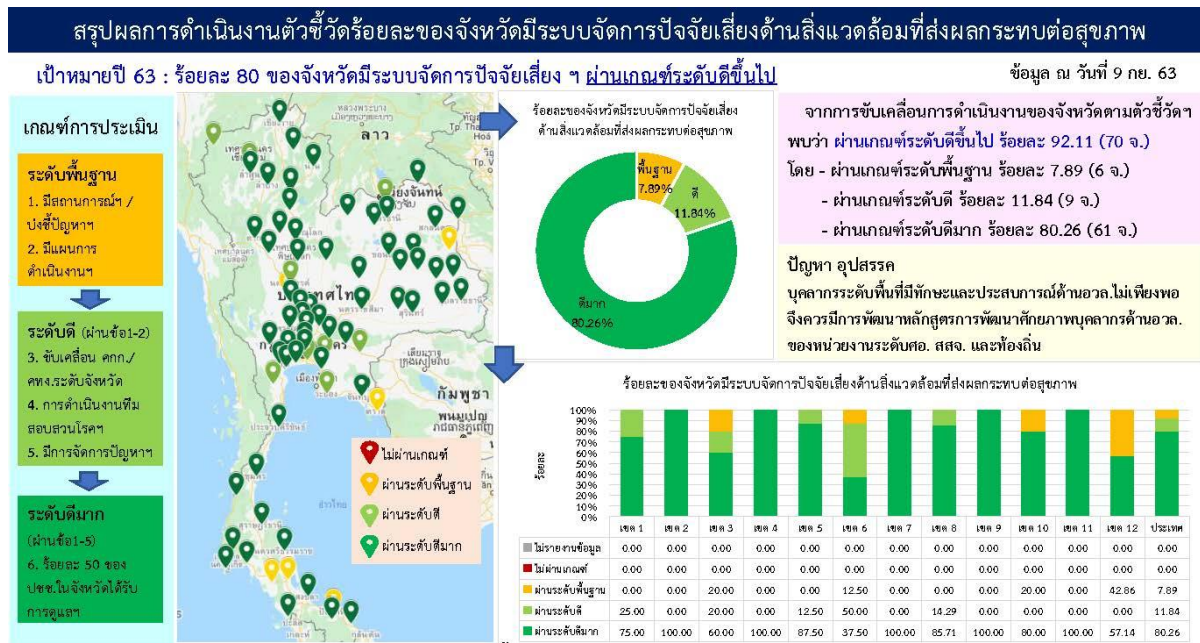 สรุปผลการดำเนินงานตัวชี้วัดร้อยละของจังหวัดมีระบบจัดการปัจจัยเสี่ยงด้านสิ่งแวดล้อมที่ส่งผลกระทบต่อสุขภาพ
เป้าหมายปี 63 : ร้อยละ 80 ของจังหวัดมีระบบจัดการปัจจัยเสี่ยง ฯ ผ่านเกณฑ์ระดับดีขึ้นไป
ข้อมูล ณ วันที่ 9 กย. 63
เกณฑ์การประเมิน
ระดับพื้นฐาน
1. มีสถานการณ์ฯ /
บ่งชี้ปัญหาฯ
2. มีแผนการ
ดำเนินงานฯ
ระดับดี (ผ่านข้อ1-2)
3. ขับเคลื่อน คกก./
คทง.ระดับจังหวัด
4. การดำเนินงานทีม
สอบสวนโรคฯ
5. มีการจัดการปัญหาฯ
ระดับดีมาก
(ผ่านข้อ1-5)
6. ร้อยละ 50 ของ
ปชช.ในจังหวัดได้รับ
การดูแลฯ
ลาว
เวียงจันทน์
กัมพูชา
ไม่ผ่านเกณฑ์
ผ่านระดับพื้นฐาน
ผ่านระดับดี
ผ่านระดับดีมาก
ร้อยละของจังหวัดมีระบบจัดการปัจจัยเสี่ยง
ด้านสิ่งแวดล้อมที่ส่งผลกระทบต่อสุขภาพ
พื้นฐาน
7.89%
ดี
11.84%
ดีมาก
80.26%
จากการขับเคลื่อนการดำเนินงานของจังหวัดตามตัวชี้วัดฯ
พบว่า ผ่านเกณฑ์ระดับดีขึ้นไป ร้อยละ 92.11 (70 จ.)
โดย - ผ่านเกณฑ์ระดับพื้นฐาน ร้อยละ 7.89 (6 จ.)
- ผ่านเกณฑ์ระดับดี ร้อยละ 11.84 (9 จ.)
- ผ่านเกณฑ์ระดับดีมาก ร้อยละ 80.26 (61 จ.)
ปัญหา อุปสรรค
บุคลากรระดับพื้นที่มีทักษะและประสบการณ์ด้านอวล.ไม่เพียงพอ
จึงควรมีการพัฒนาหลักสูตรการพัฒนาศักยภาพบุคลากรด้านอวล.
ของหน่วยงานระดับศอ. สสจ. และท้องถิ่น
ร้อยละของจังหวัดมีระบบจัดการปัจจัยเสี่ยงด้านสิ่งแวดล้อมที่ส่งผลกระทบต่อสุขภาพ
ร้อยละ
100%
90%
80%
70%
60%
50%
40%
30%
20%
10%
0%
เขต 1 เขต 2 เขต 3 เขต 4 เขต 5 เขต 6 เขต 7 เขต 8 เขต 9 เขต 10 เขต 11 เขต 12 ประเทศ
ไม่รายงานข้อมูล 0.00 0.00 0.00 0.00 0.00 0.00 0.00 0.00 0.00 0.00 0.00 0.00 0.00
ไม่ผ่านเกณฑ์ 0.00 0.00 0.00 0.00 0.00 0.00 0.00 0.00 0.00 0.00 0.00 0.00 0.00
ผ่านระดับพื้นฐาน 0.00 0.00 20.00 0.00 0.00 12.50 0.00 0.00 0.00 20.00 0.00 42.86 7.89
ผ่านระดับดี 25.00 0.00 20.00 0.00 12.50 50.00 0.00 14.29 0.00 0.00 0.00 0.00 11.84
ผ่านระดับดีมาก 75.00 100.00 60.00 100.00 87.50 37.50 100.00 85.71 100.00 80.00 100.00 57.14 80.26